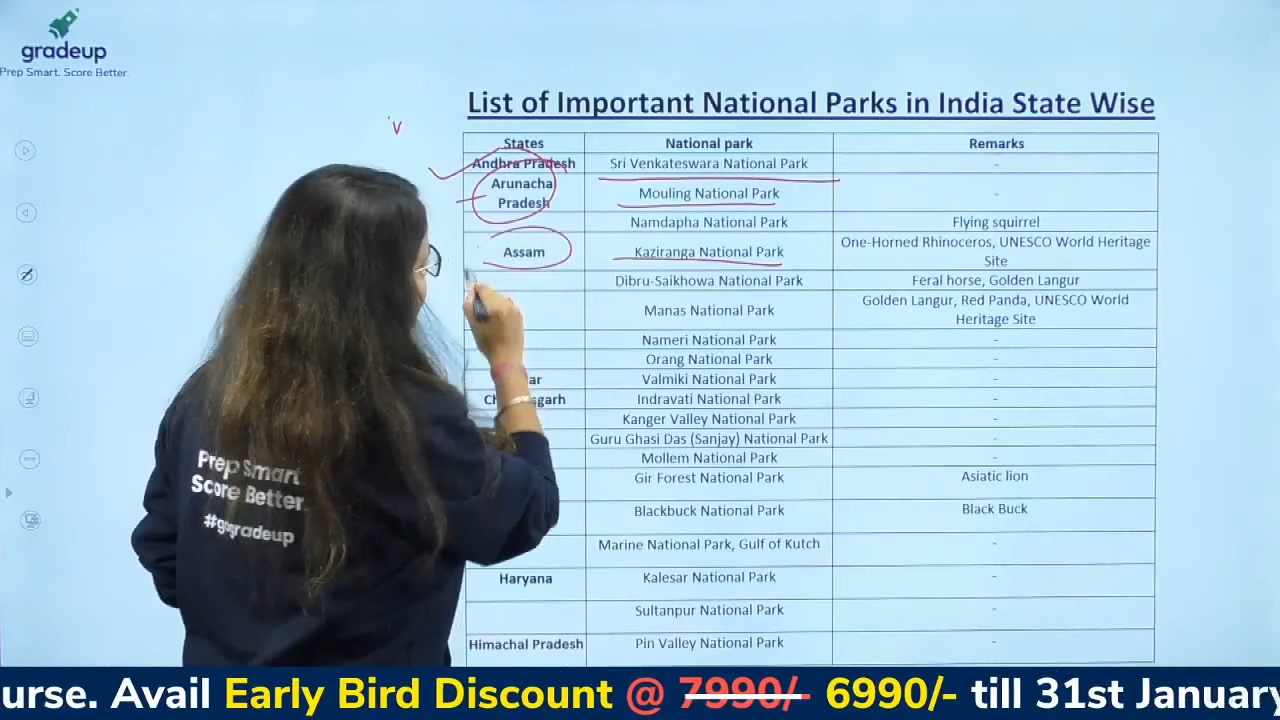 gradeup
Prep Smart. Score Better.
List of Important National Parks in India State Wise
v
States National park Remarks
Andhra Pradesh Sri Venkateswara National Park -
Arunachal Pradesh Mouling National Park -
Namdapha National Park Flying squirrel
Assam Kaziranga National Park One-Horned Rhinoceros, UNESCO World Heritage
Site
Dibru-Saikhowa National Park Feral horse, Golden Langur
Manas National Park Golden Langur, Red Panda, UNESCO World
Heritage Site
Nameri National Park -
Orang National Park -
Valmiki National Park -
Indravati National Park -
Kanger Valley National Park -
Guru Ghasi Das (Sanjay) National Park -
Mollem National Park -
Gir Forest National Park Asiatic lion
Blackbuck National Park Black Buck
Marine National Park, Gulf of Kutch -
Haryana Kalesar National Park -
Sultanpur National Park -
Himachal Pradesh Pin Valley National Park -
Prep Smart
Score Better.
#gogradeup
urse. Avail Early Bird Discount @ 7990/- 6990/- till 31st January